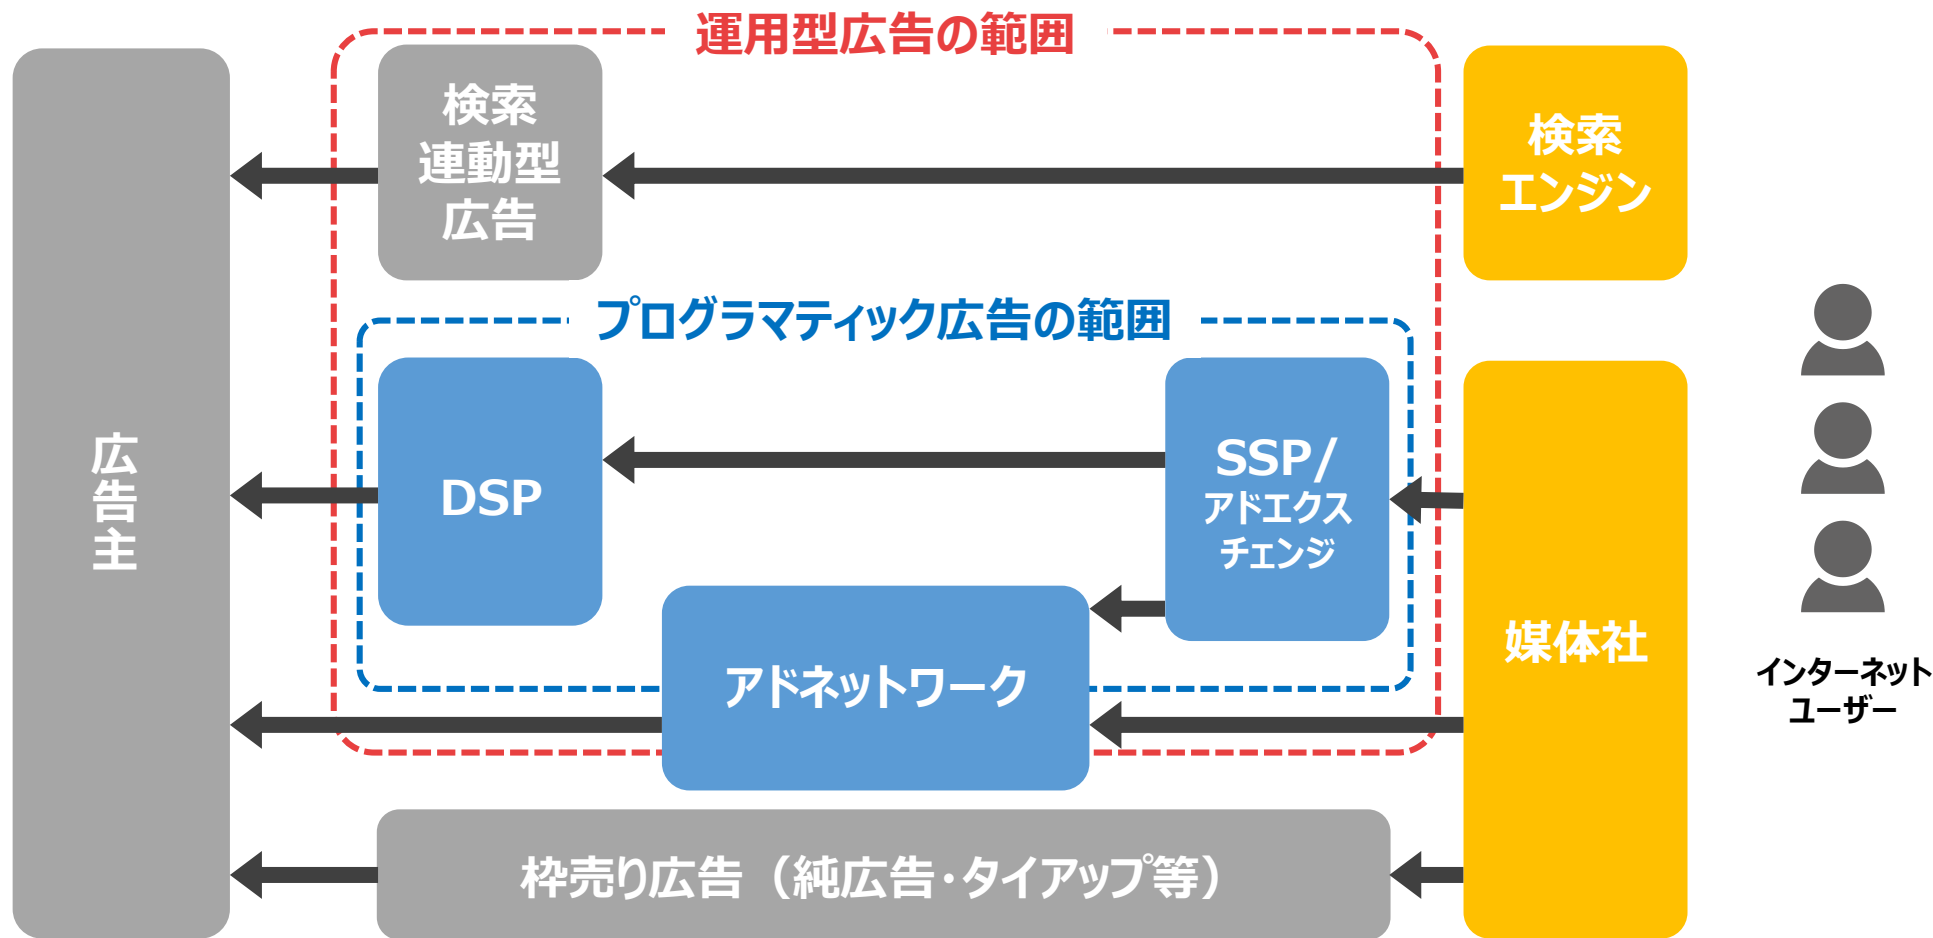 運用型広告の範囲
検索
連動型
広告
検索
エンジン
プログラマティック広告の範囲
広告主
DSP
SSP/
アドエクス
チェンジ
アドネットワーク
媒体社
インターネット
ユーザー
枠売り広告（純広告・タイアップ等）